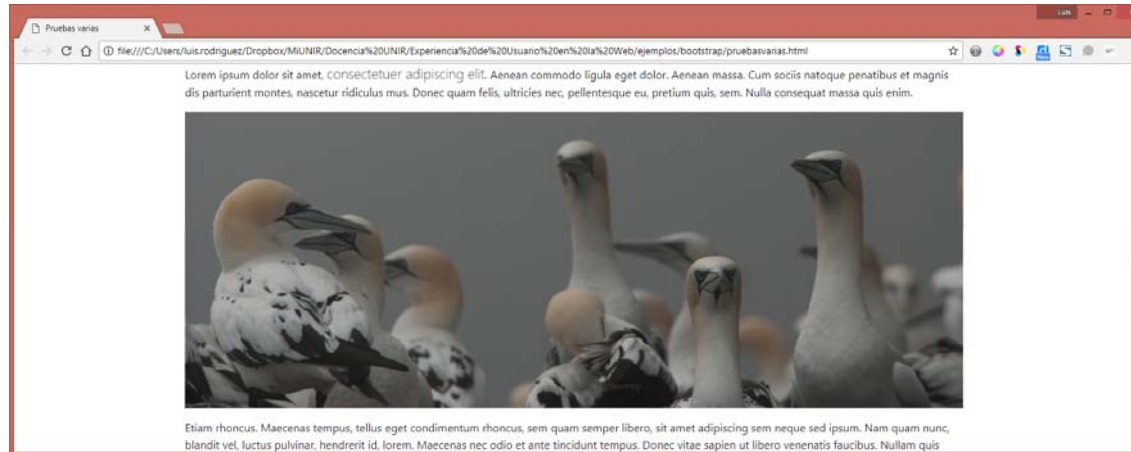 Luis
Pruebas varias
file:///C:/Users/luis.rodriguez/Dropbox/MiUNIR/Docencia%20UNIR/Experiencia%20de%20Usuario%20en%20la%20Web/ejemplos/bootstrap/pruebasvarias.html
Lorem ipsum dolor sit amet, consectetuer adipiscing elit. Aenean commodo ligula eget dolor. Aenean massa. Cum sociis natoque penatibus et magnis
dis parturient montes, nascetur ridiculus mus. Donec quam felis, ultricies nec, pellentesque eu, pretium quis, sem. Nulla consequat massa quis enim.
Etiam rhoncus. Maecenas tempus, tellus eget condimentum rhoncus, sem quam semper libero, sit amet adipiscing sem neque sed ipsum. Nam quam nunc,
blandit vel, luctus pulvinar, hendrerit id, lorem. Maecenas nec odio et ante tincidunt tempus. Donec vitae sapien ut libero venenatis faucibus. Nullam quis